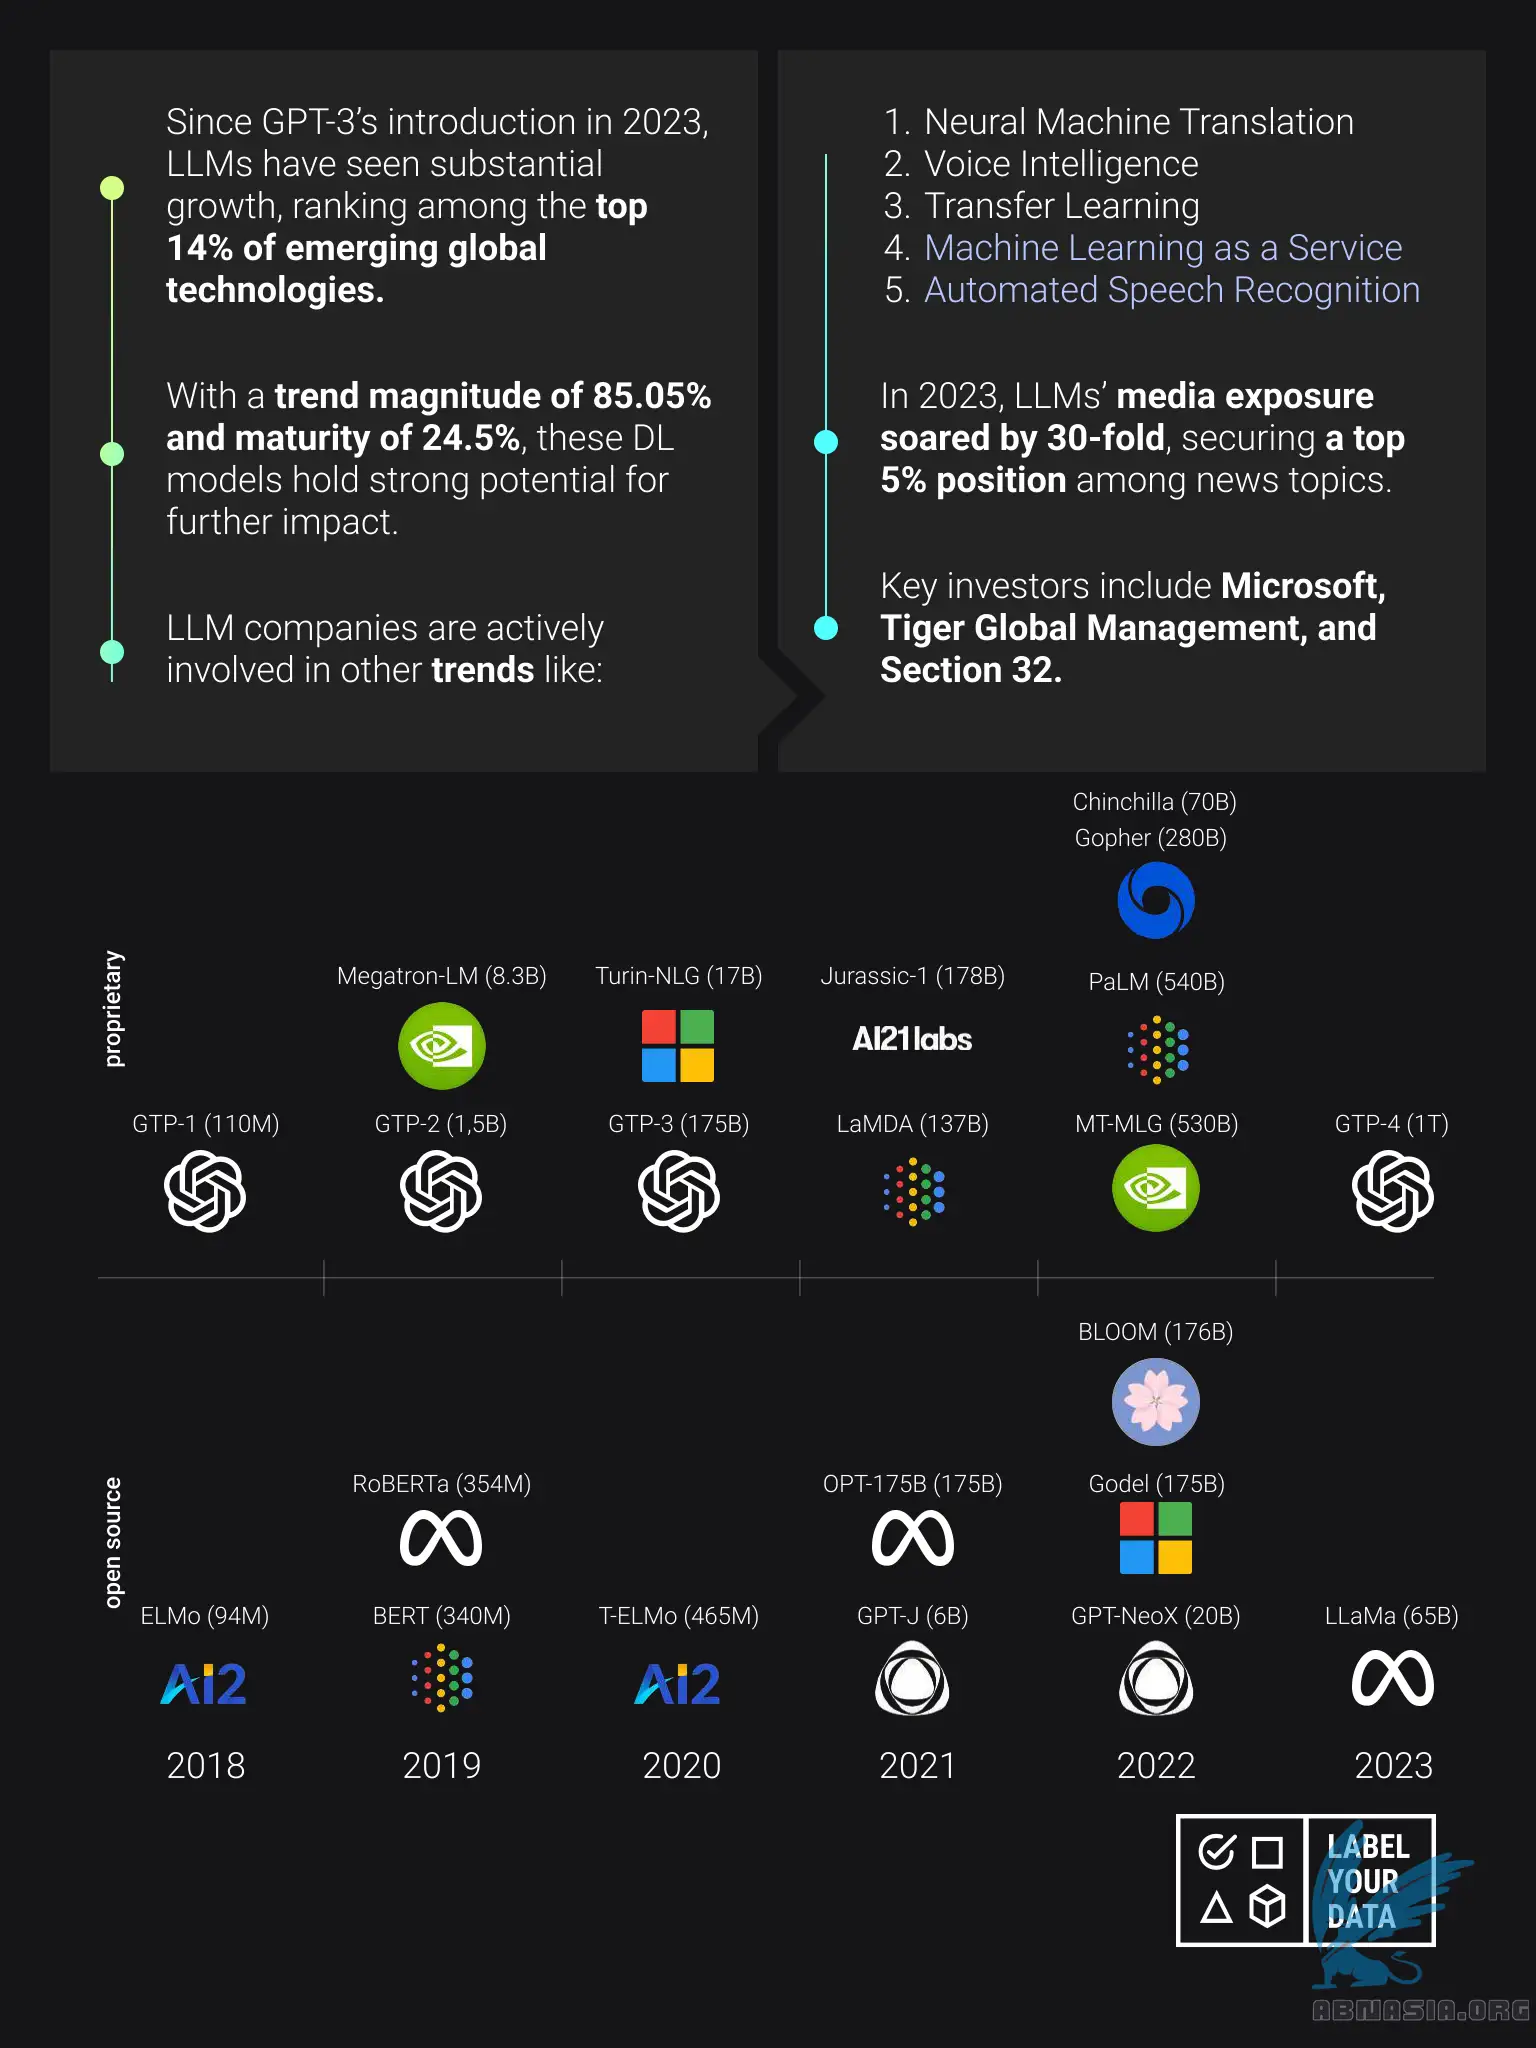 Since GPT-3’s introduction in 2023,
LLMs have seen substantial
growth, ranking among the top
14% of emerging global
technologies.
With a trend magnitude of 85.05%
and maturity of 24.5%, these DL
models hold strong potential for
further impact.
LLM companies are actively
involved in other trends like:
1. Neural Machine Translation
2. Voice Intelligence
3. Transfer Learning
4. Machine Learning as a Service
5. Automated Speech Recognition
In 2023, LLMs’ media exposure
soared by 30-fold, securing a top
5% position among news topics.
Key investors include Microsoft,
Tiger Global Management, and
Section 32.
proprietary
Chinchilla (70B)
Gopher (280B)
Megatron-LM (8.3B)
Turin-NLG (17B)
Jurassic-1 (178B)
AI21labs
PaLM (540B)
GTP-1 (110M)
GTP-2 (1,5B)
GTP-3 (175B)
LaMDA (137B)
MT-MLG (530B)
GTP-4 (1T)
open source
BLOOM (176B)
RoBERTa (354M)
OPT-175B (175B)
Godel (175B)
ELMo (94M)
Ai2
BERT (340M)
T-ELMo (465M)
Ai2
GPT-J (6B)
GPT-NeoX (20B)
LLaMa (65B)
2018
2019
2020
2021
2022
2023
LABEL
YOUR
DATA
ABNASIA.ORG